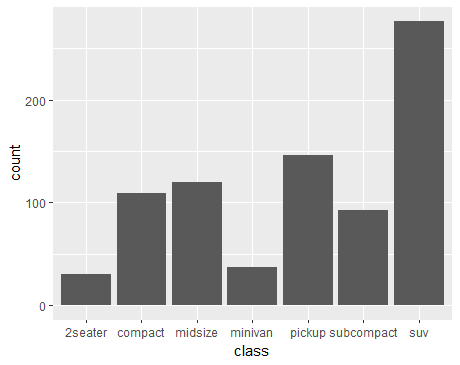 200
count
100
0
2seater compact midsize minivan pickup subcompact suv
class